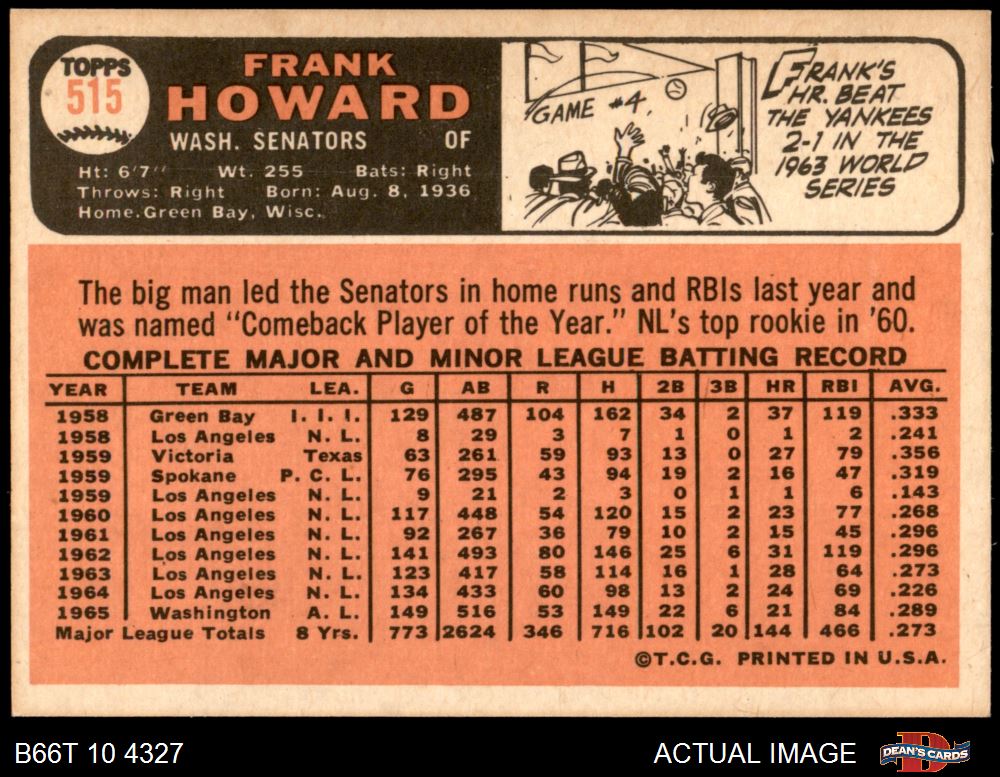 TOPPS
515
FRANK
HOWARD
WASH. SENATORS OF
Ht: 6'7" Wt. 255 Bats: Right
Throws: Right Born: Aug. 8, 1936
Home. Green Bay, Wisc.
GAME #4
FRANK'S
HR. BEAT
THE YANKEES
2-1 IN THE
1963 WORLD
SERIES
The big man led the Senators in home runs and RBIs last year and
was named "Comeback Player of the Year." NL's top rookie in '60.
COMPLETE MAJOR AND MINOR LEAGUE BATTING RECORD
YEAR TEAM LEA. G AB R H 2B 3B HR RBI AVG.
1958 Green Bay I. I. I. 129 487 104 162 34 2 37 119 .333
1958 Los Angeles N. L. 8 29 3 7 1 0 1 2 .241
1959 Victoria Texas 63 261 59 93 13 0 27 79 .356
1959 Spokane P. C. L. 76 295 43 94 19 2 16 47 .319
1959 Los Angeles N. L. 9 21 2 3 0 1 1 6 .143
1960 Los Angeles N. L. 117 448 54 120 15 2 23 77 .268
1961 Los Angeles N. L. 92 267 36 79 10 2 15 45 .296
1962 Los Angeles N. L. 141 493 80 146 25 6 31 119 .296
1963 Los Angeles N. L. 123 417 58 114 16 1 28 64 .273
1964 Los Angeles N. L. 134 433 60 98 13 2 24 69 .226
1965 Washington A. L. 149 516 53 149 22 6 21 84 .289
Major League Totals 8 Yrs. 773 2624 346 716 102 20 144 466 .273
©T.C.G. PRINTED IN U.S.A.
B66T 10 4327 ACTUAL IMAGE DEAN'S CARDS